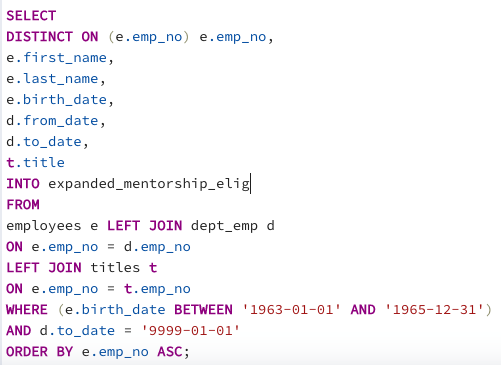 SELECT
DISTINCT ON (e.emp_no) e.emp_no,
e.first_name,
e.last_name,
e.birth_date,
d.from_date,
d.to_date,
t.title
INTO expanded_mentorship_elig
FROM
employees e LEFT JOIN dept_emp d
ON e.emp_no = d.emp_no
LEFT JOIN titles t
ON e.emp_no = t.emp_no
WHERE (e.birth_date BETWEEN '1963-01-01' AND '1965-12-31')
AND d.to_date = '9999-01-01'
ORDER BY e.emp_no ASC;